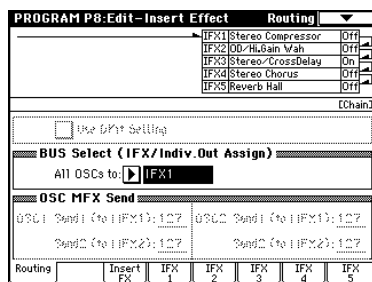 PROGRAM P8:Edit-Insert Effect Routing
IFX1 Stereo Compressor Off
IFX2 OD/Hi.Gain Wah Off
IFX3 Stereo/CrossDelay On
IFX4 Stereo Chorus Off
IFX5 Reverb Hall Off
[Chain]
Use DKit Setting
BUS Select (IFX/Indiv.Out Assign)
All OSCs to: IFX1
OSC MFX Send
OSC1 Send1 (to MFX1): 127 OSC2 Send1 (to MFX1): 127
Send2 (to MFX2): 127 Send2 (to MFX2): 127
Routing Insert FX IFX 1 IFX 2 IFX 3 IFX 4 IFX 5